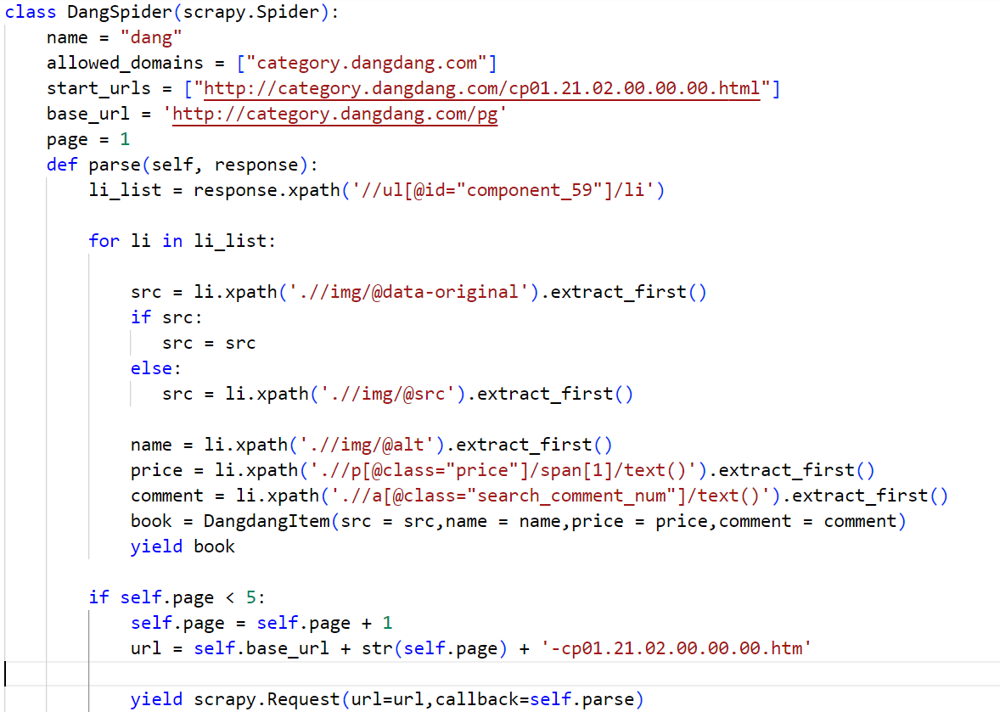 class DangSpider(scrapy.Spider):
    name = "dang"
    allowed_domains = ["category.dangdang.com"]
    start_urls = ["http://category.dangdang.com/cp01.21.02.00.00.00.html"]
    base_url = 'http://category.dangdang.com/pg'
    page = 1
    def parse(self, response):
        li_list = response.xpath('//ul[@id="component_59"]/li')
        for li in li_list:
            src = li.xpath('.//img/@data-original').extract_first()
            if src:
               src = src
            else:
               src = li.xpath('.//img/@src').extract_first()
            name = li.xpath('.//img/@alt').extract_first()
            price = li.xpath('.//p[@class="price"]/span[1]/text()').extract_first()
            comment = li.xpath('.//a[@class="search_comment_num"]/text()').extract_first()
            book = DangdangItem(src = src,name = name,price = price,comment = comment)
            yield book
        if self.page < 5:
            self.page = self.page + 1
            url = self.base_url + str(self.page) + '-cp01.21.02.00.00.00.htm'
            yield scrapy.Request(url=url,callback=self.parse)